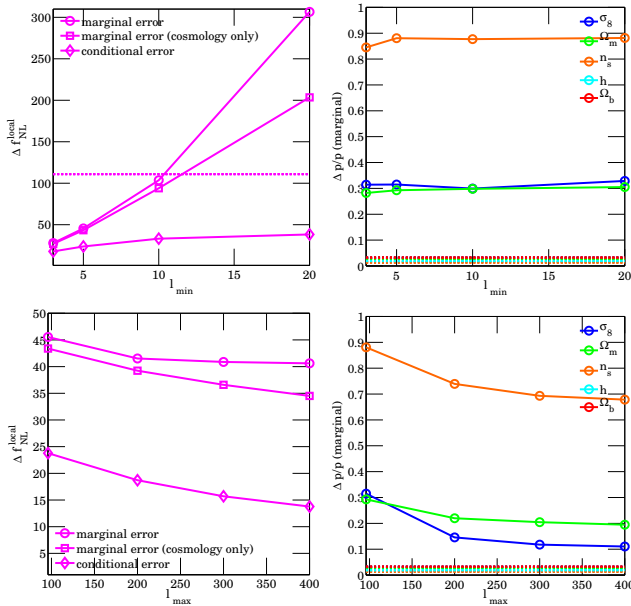 300
250
200
150
100
50
Δ f_NL^local
marginal error
marginal error (cosmology only)
conditional error
5
10
15
20
l_min
1
0.9
0.8
0.7
0.6
0.5
0.4
0.3
0.2
0.1
0
Δ p/p (marginal)
σ_8
Ω_m
n_s
h
Ω_b
5
10
15
20
l_min
50
45
40
35
30
25
20
15
10
5
Δ f_NL^local
marginal error
marginal error (cosmology only)
conditional error
100
150
200
250
300
350
400
l_max
1
0.9
0.8
0.7
0.6
0.5
0.4
0.3
0.2
0.1
0
Δ p/p (marginal)
σ_8
Ω_m
n_s
h
Ω_b
100
150
200
250
300
350
400
l_max